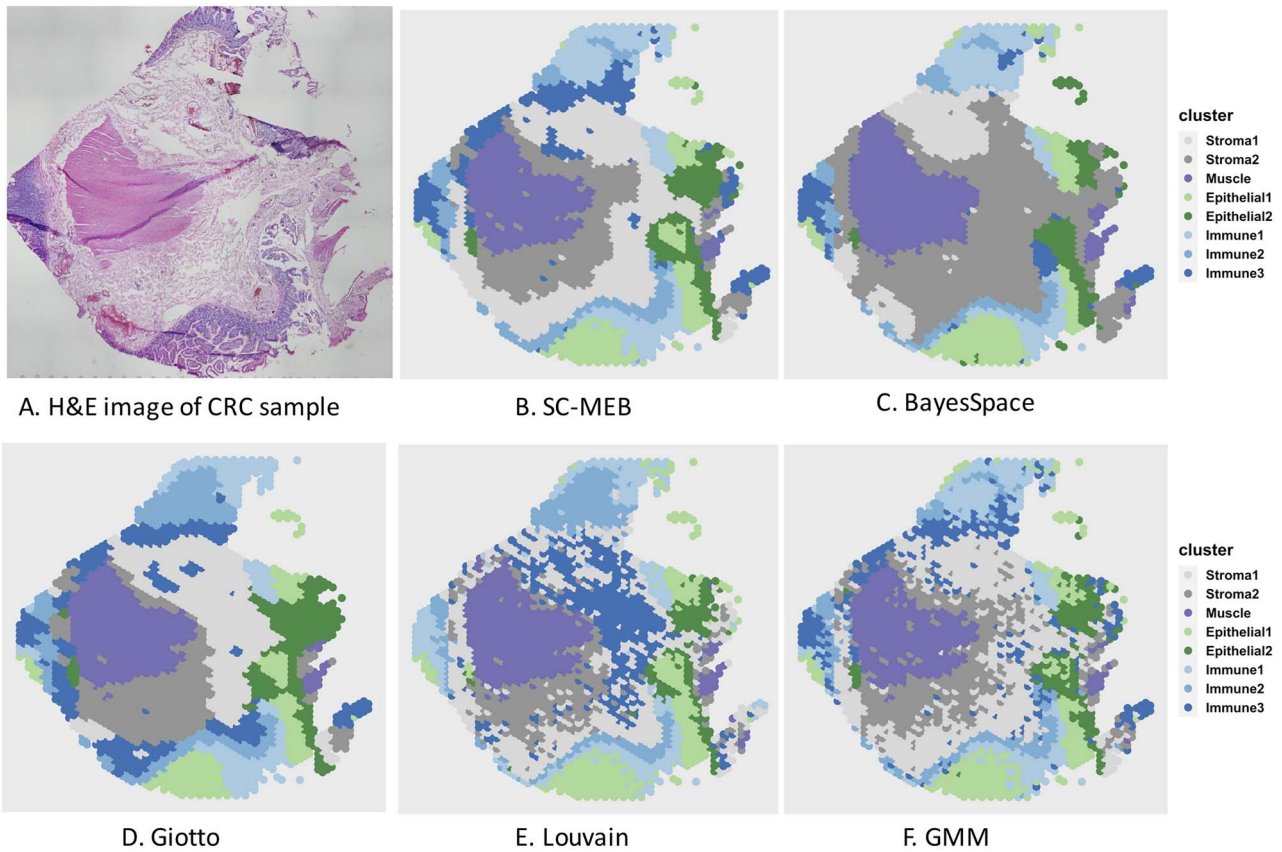 cluster
Stroma1
Stroma2
Muscle
Epithelial1
Epithelial2
Immune1
Immune2
Immune3
A. H&E image of CRC sample
B. SC-MEB
C. BayesSpace
cluster
Stroma1
Stroma2
Muscle
Epithelial1
Epithelial2
Immune1
Immune2
Immune3
D. Giotto
E. Louvain
F. GMM